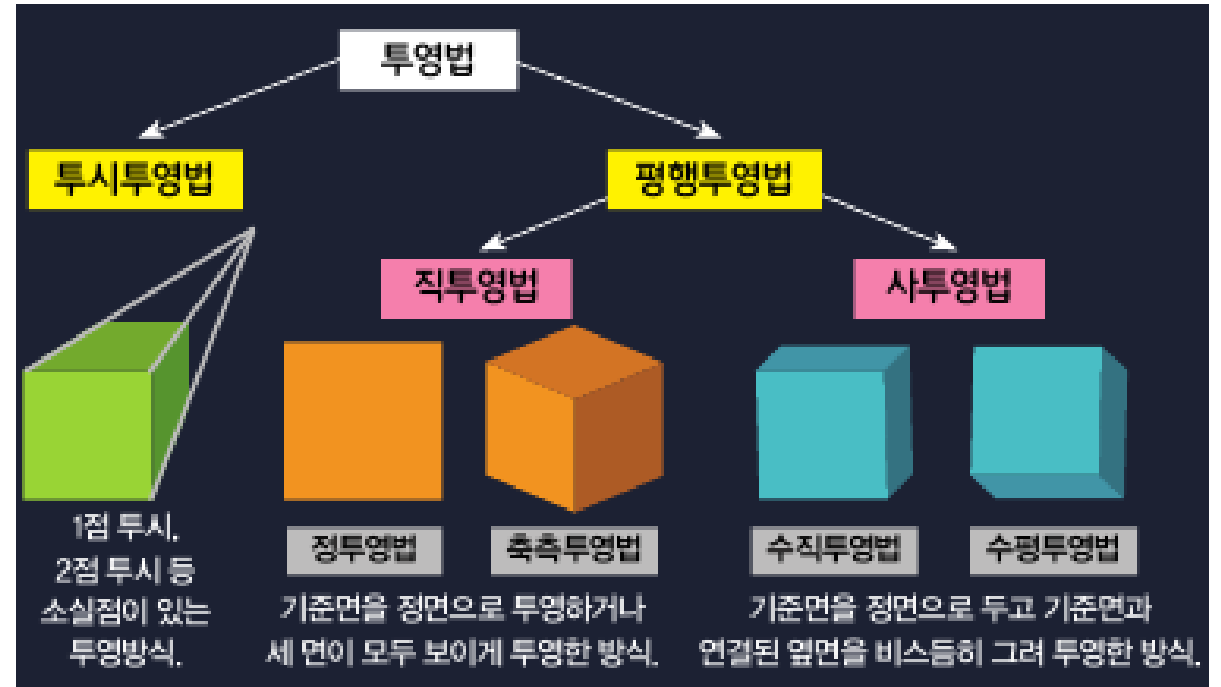 투영법
투시투영법
평행투영법
직투영법
사투영법
1점 투시,
2점 투시 등
소실점이 있는
투영방식.
정투영법
축측투영법
기준면을 정면으로 투영하거나
세 면이 모두 보이게 투영한 방식.
수직투영법
수평투영법
기준면을 정면으로 두고 기준면과
연결된 옆면을 비스듬히 그려 투영한 방식.